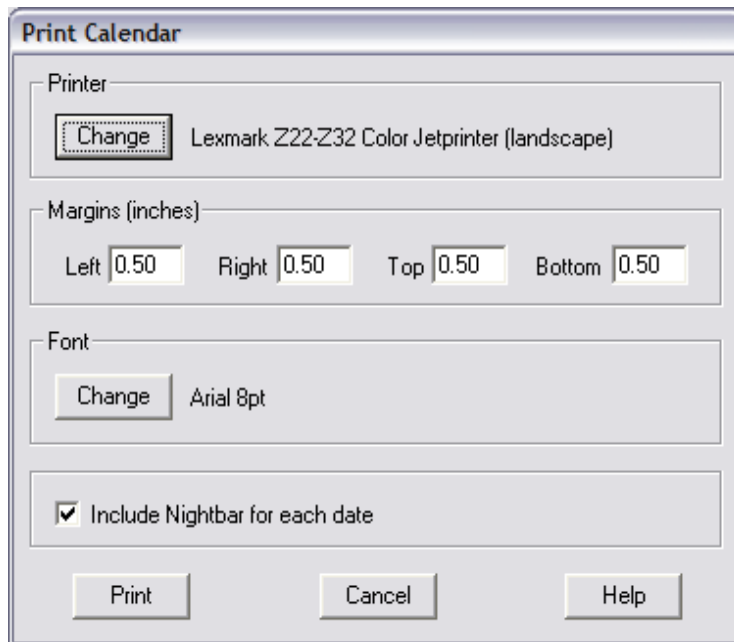 Print Calendar
Printer
Change Lexmark Z22-Z32 Color Jetprinter (landscape)
Margins (inches)
Left 0.50 Right 0.50 Top 0.50 Bottom 0.50
Font
Change Arial 8pt
Include Nightbar for each date
Print Cancel Help